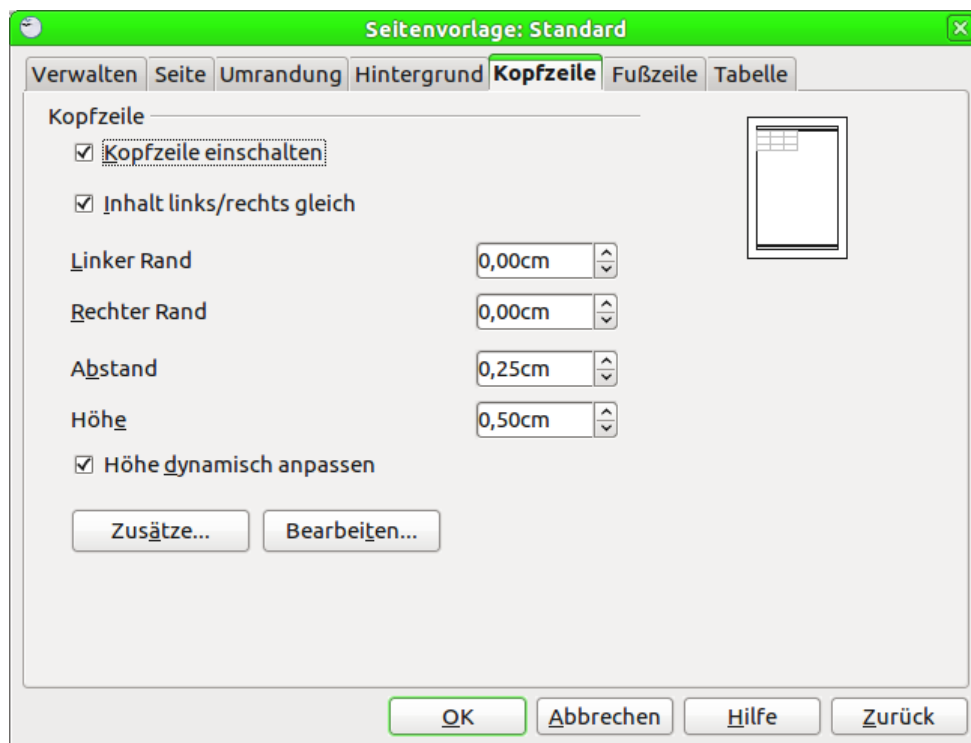 Seitenvorlage: Standard
Verwalten Seite Umrandung Hintergrund Kopfzeile Fußzeile Tabelle
Kopfzeile
Kopfzeile einschalten
Inhalt links/rechts gleich
Linker Rand 0,00cm
Rechter Rand 0,00cm
Abstand 0,25cm
Höhe 0,50cm
Höhe dynamisch anpassen
Zusätze... Bearbeiten...
OK Abbrechen Hilfe Zurück